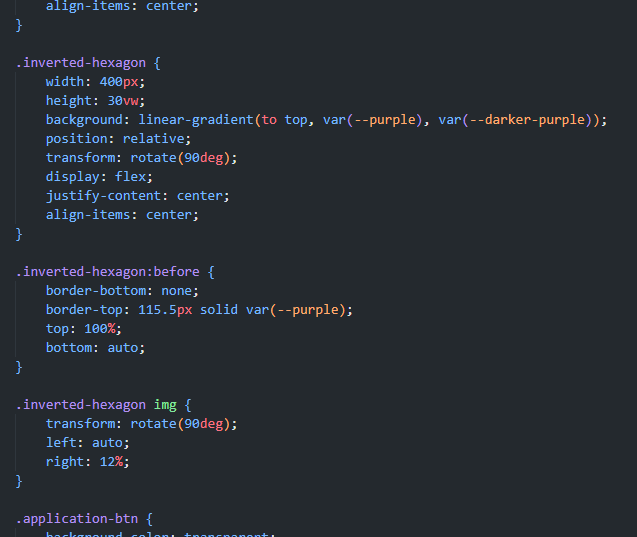 align-items: center;
}

.inverted-hexagon {
    width: 400px;
    height: 30vw;
    background: linear-gradient(to top, var(--purple), var(--darker-purple));
    position: relative;
    transform: rotate(90deg);
    display: flex;
    justify-content: center;
    align-items: center;
}

.inverted-hexagon:before {
    border-bottom: none;
    border-top: 115.5px solid var(--purple);
    top: 100%;
    bottom: auto;
}

.inverted-hexagon img {
    transform: rotate(90deg);
    left: auto;
    right: 12%;
}

.application-btn {
    background-color: transparent;